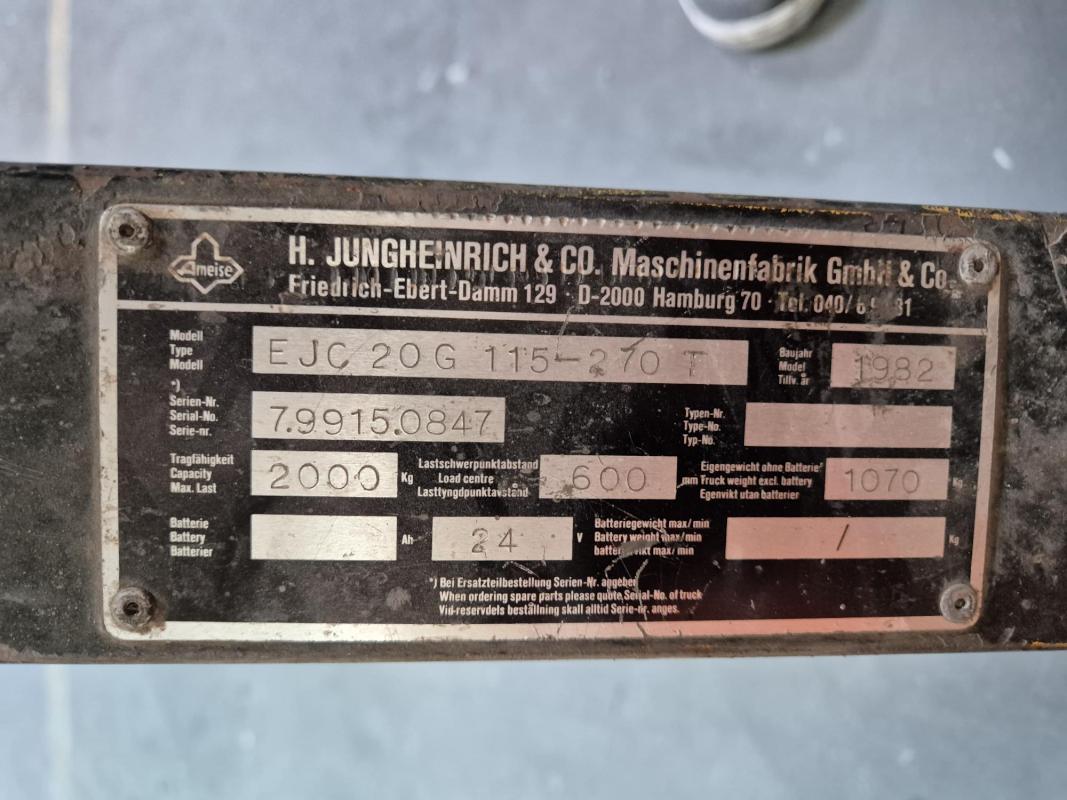 Ameise
H. JUNGHEINRICH & CO. Maschinenfabrik GmbH & Co.
Friedrich-Ebert-Damm 129 · D-2000 Hamburg 70 · Tel. 040/
Modell
Type
Modell
EJC 20G 115-270 T
Baujahr
Model
Tillv. år
1982
*)
Serien-Nr.
Serial-No.
Serie-nr.
7.9915.0847
Typen-Nr.
Type-No.
Typ-No.
Tragfähigkeit
Capacity
Max. Last
2000 Kg
Lastschwerpunktabstand
Load centre
Lasttyngdpunktavstånd
600 mm
Eigengewicht ohne Batterie
Truck weight excl. battery
Egenvikt utan batterier
1070 Kg
Batterie
Battery
Batterier
Ah
24 V
Batteriegewicht max/min
Battery weight max/min
max/min
/ Kg
*) Bei Ersatzteilbestellung Serien-Nr. angeben
When ordering spare parts please quote Serial-No. of truck
Vid reservdels beställning skall alltid Serie-nr. anges.